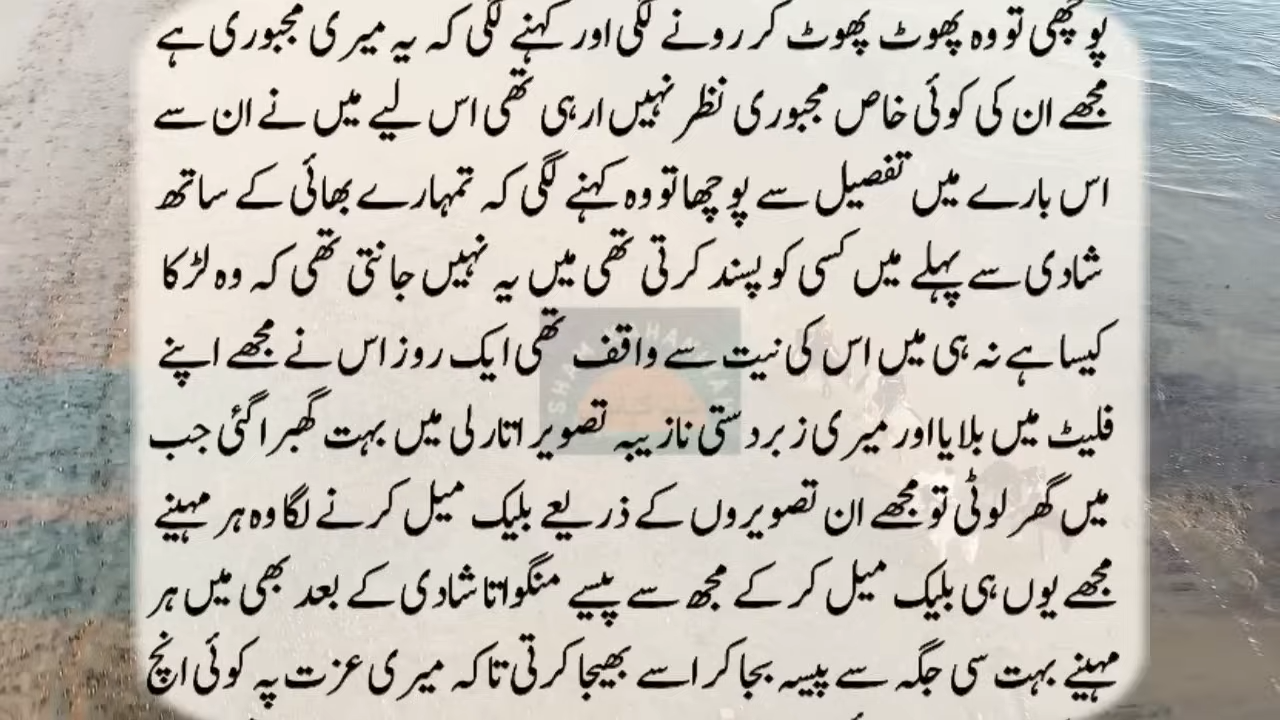 پوچھی تو وہ پھوٹ پھوٹ کر رونے لگی اور کہنے لگی کہ یہ میری مجبوری ہے
مجھے ان کی کوئی خاص مجبوری نظر نہیں ارہی تھی اس لیے میں نے ان سے
اس بارے میں تفصیل سے پوچھا تو وہ کہنے لگی کہ تمہارے بھائی کے ساتھ
شادی سے پہلے میں کسی کو پسند کرتی تھی میں یہ نہیں جانتی تھی کہ وہ لڑکا
کیسا ہے نہ ہی میں اس کی نیت سے واقف تھی ایک روز اس نے مجھے اپنے
فلیٹ میں بلایا اور میری زبردستی نازیبہ تصویر اتار لی میں بہت گھبرا گئی جب
میں گھر لوٹی تو مجھے ان تصویروں کے ذریعے بلیک میل کرنے لگا وہ ہر مہینے
مجھے یوں ہی بلیک میل کر کے مجھ سے پیسے منگواتا شادی کے بعد بھی میں ہر
مہینے بہت سی جگہ سے پیسہ بجا کر اسے بھیجا کرتی تاکہ میری عزت پہ کوئی انچ